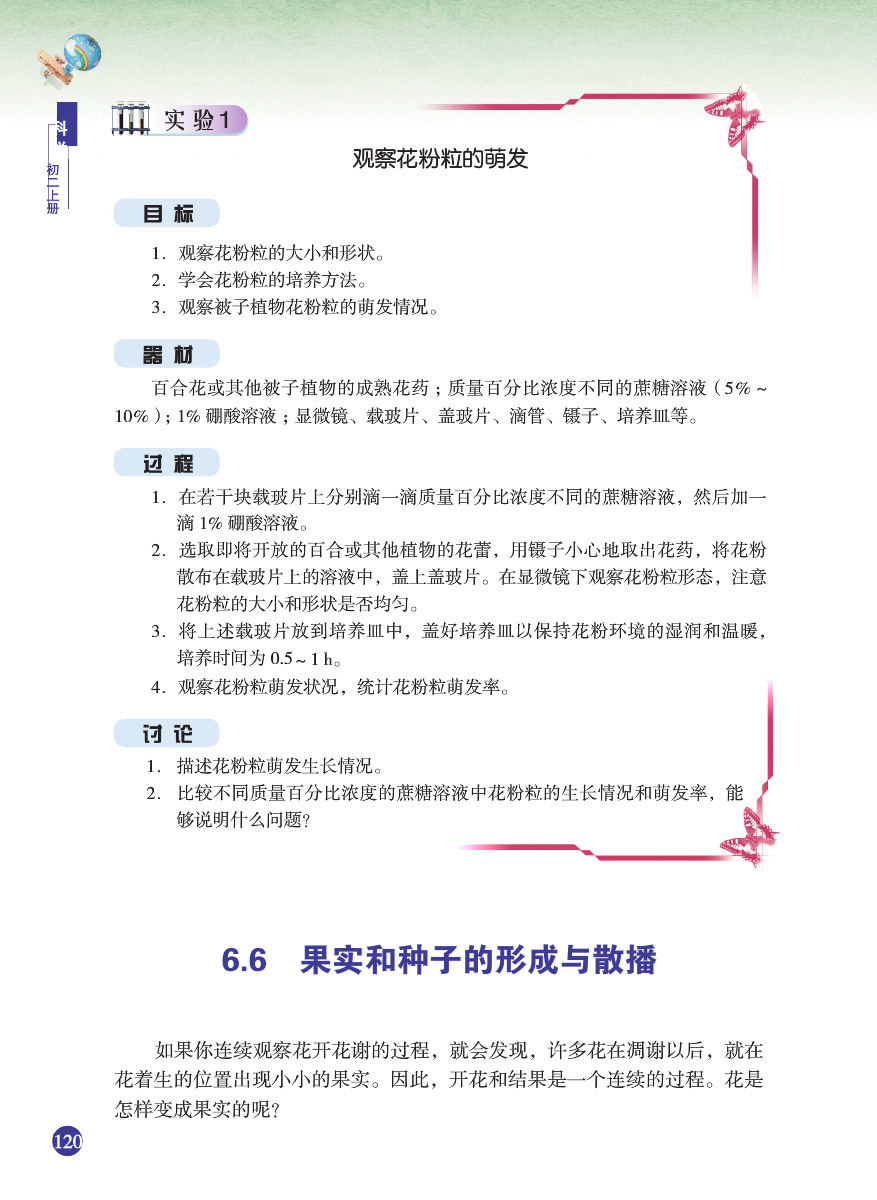 科
初二上册
实验1
观察花粉粒的萌发
目 标
1. 观察花粉粒的大小和形状。
2. 学会花粉粒的培养方法。
3. 观察被子植物花粉粒的萌发情况。
器 材
百合花或其他被子植物的成熟花药；质量百分比浓度不同的蔗糖溶液（5% ~
10%）；1% 硼酸溶液；显微镜、载玻片、盖玻片、滴管、镊子、培养皿等。
过 程
1. 在若干块载玻片上分别滴一滴质量百分比浓度不同的蔗糖溶液，然后加一
滴 1% 硼酸溶液。
2. 选取即将开放的百合或其他植物的花蕾，用镊子小心地取出花药，将花粉
散布在载玻片上的溶液中，盖上盖玻片。在显微镜下观察花粉粒形态，注意
花粉粒的大小和形状是否均匀。
3. 将上述载玻片放到培养皿中，盖好培养皿以保持花粉环境的湿润和温暖，
培养时间为 0.5 ~ 1 h。
4. 观察花粉粒萌发状况，统计花粉粒萌发率。
讨 论
1. 描述花粉粒萌发生长情况。
2. 比较不同质量百分比浓度的蔗糖溶液中花粉粒的生长情况和萌发率，能
够说明什么问题？
6.6 果实和种子的形成与散播
如果你连续观察花开花谢的过程，就会发现，许多花在凋谢以后，就在
花着生的位置出现小小的果实。因此，开花和结果是一个连续的过程。花是
怎样变成果实的呢？
120